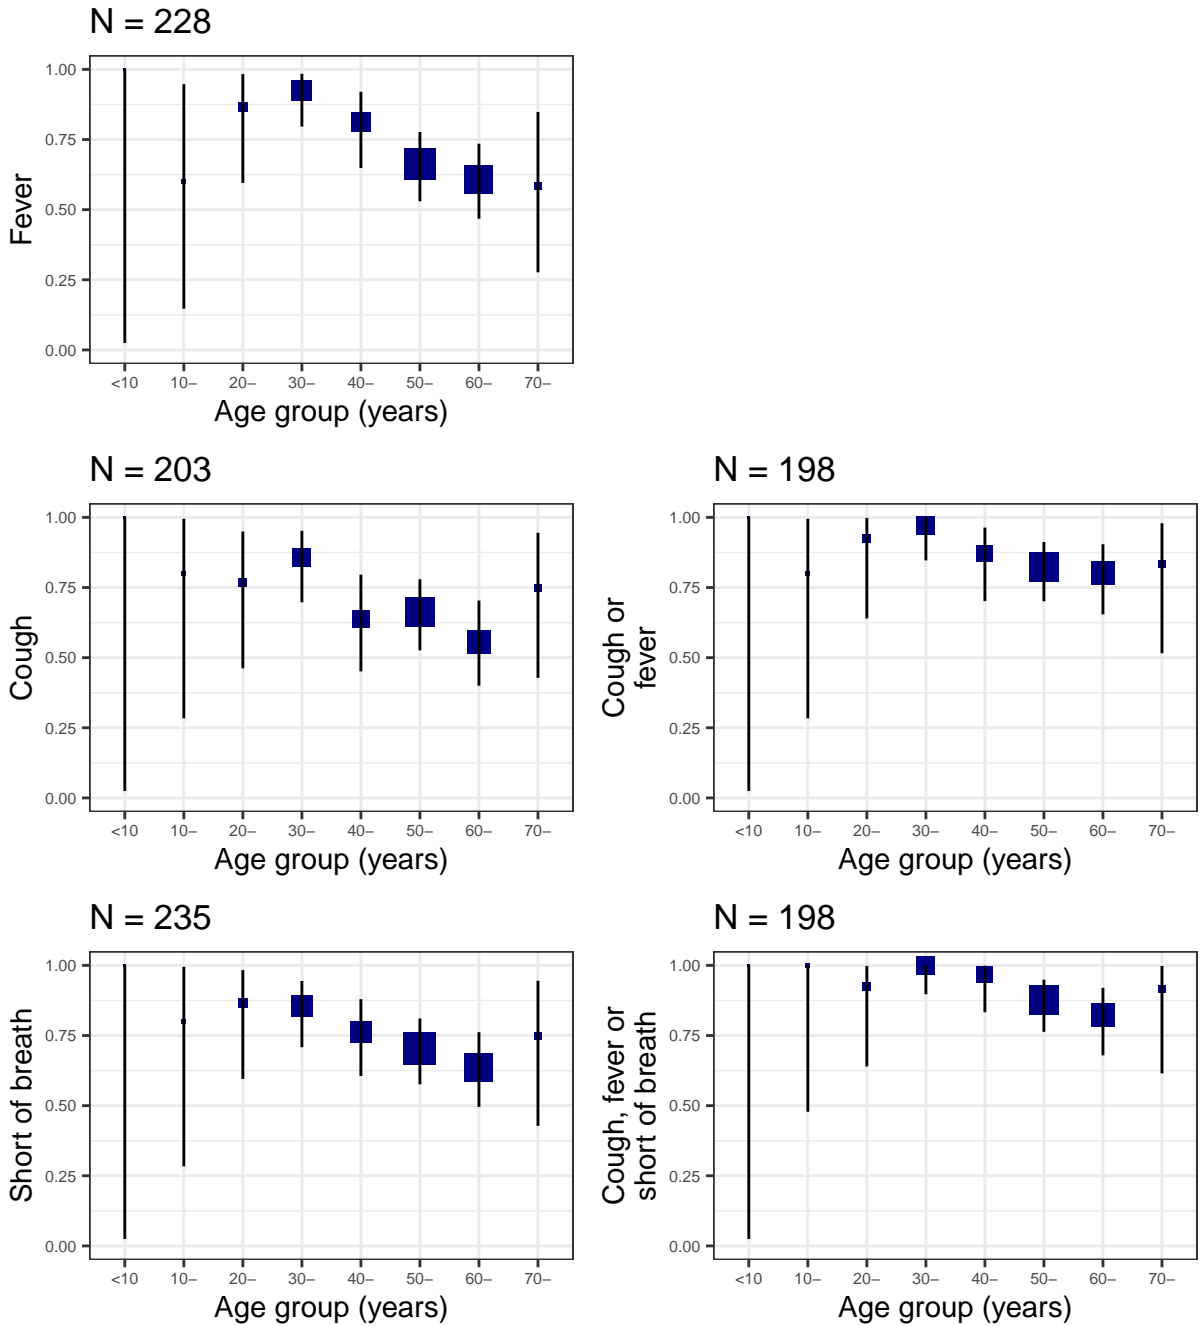 N = 228
Fever
1.00
0.75
0.50
0.25
0.00
<10 10– 20– 30– 40– 50– 60– 70–
Age group (years)
N = 203
Cough
1.00
0.75
0.50
0.25
0.00
<10 10– 20– 30– 40– 50– 60– 70–
Age group (years)
N = 198
Cough or
fever
1.00
0.75
0.50
0.25
0.00
<10 10– 20– 30– 40– 50– 60– 70–
Age group (years)
N = 235
Short of breath
1.00
0.75
0.50
0.25
0.00
<10 10– 20– 30– 40– 50– 60– 70–
Age group (years)
N = 198
Cough, fever or
short of breath
1.00
0.75
0.50
0.25
0.00
<10 10– 20– 30– 40– 50– 60– 70–
Age group (years)